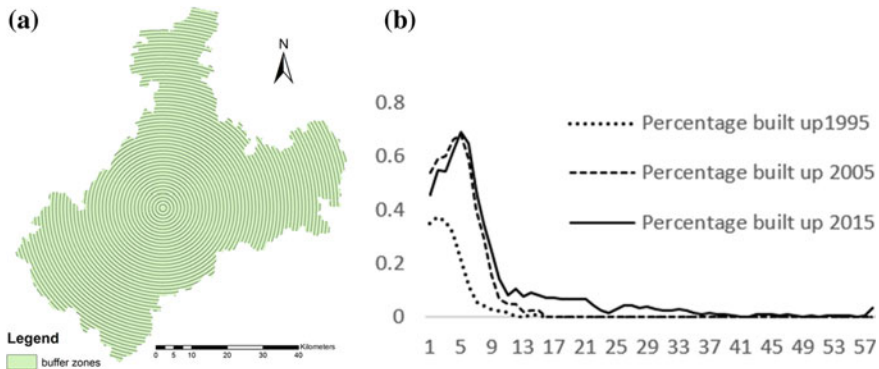 (a)
N
Legend
buffer zones
0 5 10 20 30 40
Kilometers
(b)
0.8
0.6
0.4
0.2
0
Percentage built up1995
Percentage built up 2005
Percentage built up 2015
1 5 9 13 17 21 25 29 33 37 41 45 49 53 57